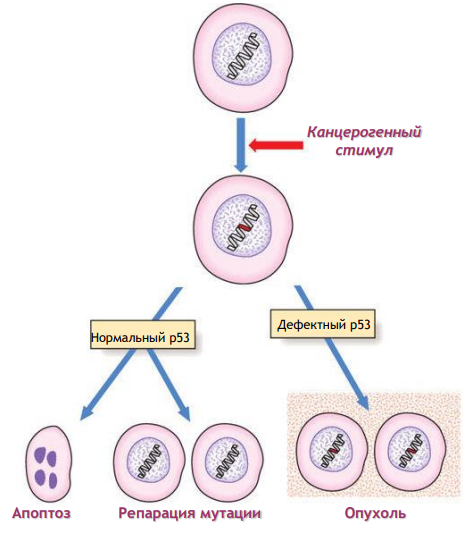 Канцерогенный
стимул
Нормальный p53
Дефектный p53
Апоптоз
Репарация мутации
Опухоль